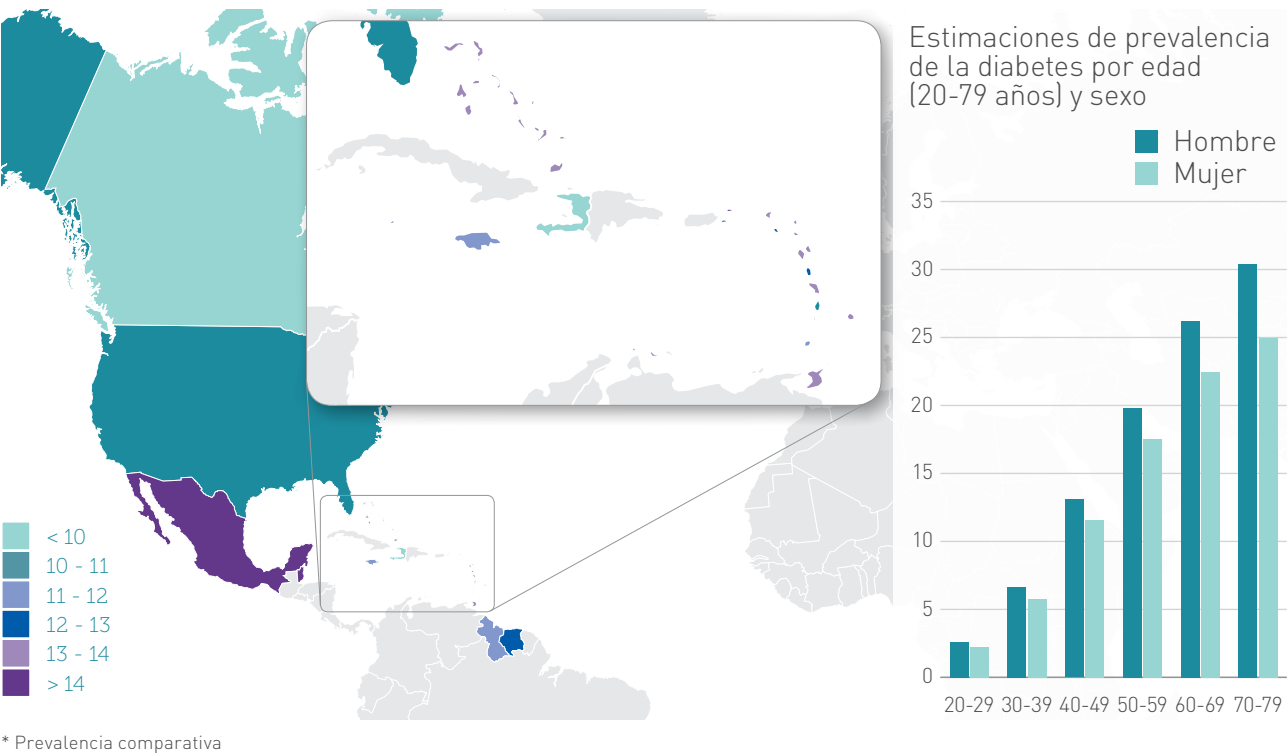 Estimaciones de prevalencia
de la diabetes por edad
(20-79 años) y sexo
Hombre
Mujer
35
30
25
20
15
10
5
0
20-29 30-39 40-49 50-59 60-69 70-79
< 10
10 - 11
11 - 12
12 - 13
13 - 14
> 14
* Prevalencia comparativa